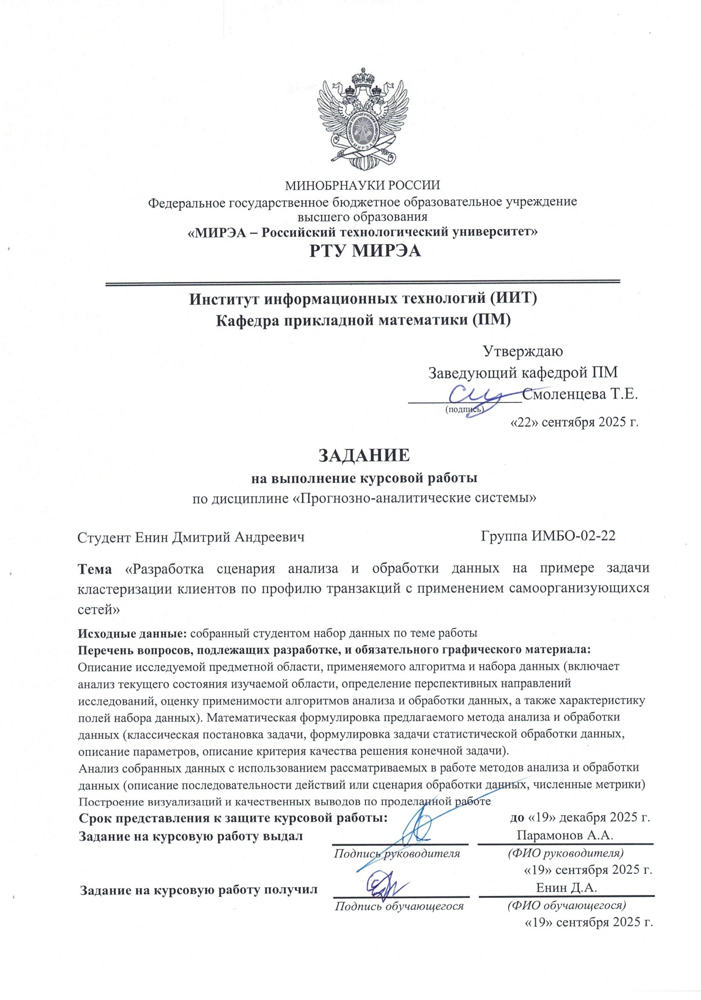 МИНОБРНАУКИ РОССИИ
Федеральное государственное бюджетное образовательное учреждение
высшего образования
«МИРЭА – Российский технологический университет»
РТУ МИРЭА
Институт информационных технологий (ИИТ)
Кафедра прикладной математики (ПМ)
Утверждаю
Заведующий кафедрой ПМ
Смоленцева Т.Е.
(подпись)
«22» сентября 2025 г.
ЗАДАНИЕ
на выполнение курсовой работы
по дисциплине «Прогнозно-аналитические системы»
Студент Енин Дмитрий Андреевич Группа ИМБО-02-22
Тема «Разработка сценария анализа и обработки данных на примере задачи
кластеризации клиентов по профилю транзакций с применением самоорганизующихся
сетей»
Исходные данные: собранный студентом набор данных по теме работы
Перечень вопросов, подлежащих разработке, и обязательного графического материала:
Описание исследуемой предметной области, применяемого алгоритма и набора данных (включает
анализ текущего состояния изучаемой области, определение перспективных направлений
исследований, оценку применимости алгоритмов анализа и обработки данных, а также характеристику
полей набора данных). Математическая формулировка предлагаемого метода анализа и обработки
данных (классическая постановка задачи, формулировка задачи статистической обработки данных,
описание параметров, описание критерия качества решения конечной задачи).
Анализ собранных данных с использованием рассматриваемых в работе методов анализа и обработки
данных (описание последовательности действий или сценария обработки данных, численные метрики)
Построение визуализаций и качественных выводов по проделанной работе
Срок представления к защите курсовой работы: до «19» декабря 2025 г.
Задание на курсовую работу выдал Парамонов А.А.
Подпись руководителя (ФИО руководителя)
«19» сентября 2025 г.
Задание на курсовую работу получил Енин Д.А.
Подпись обучающегося (ФИО обучающегося)
«19» сентября 2025 г.